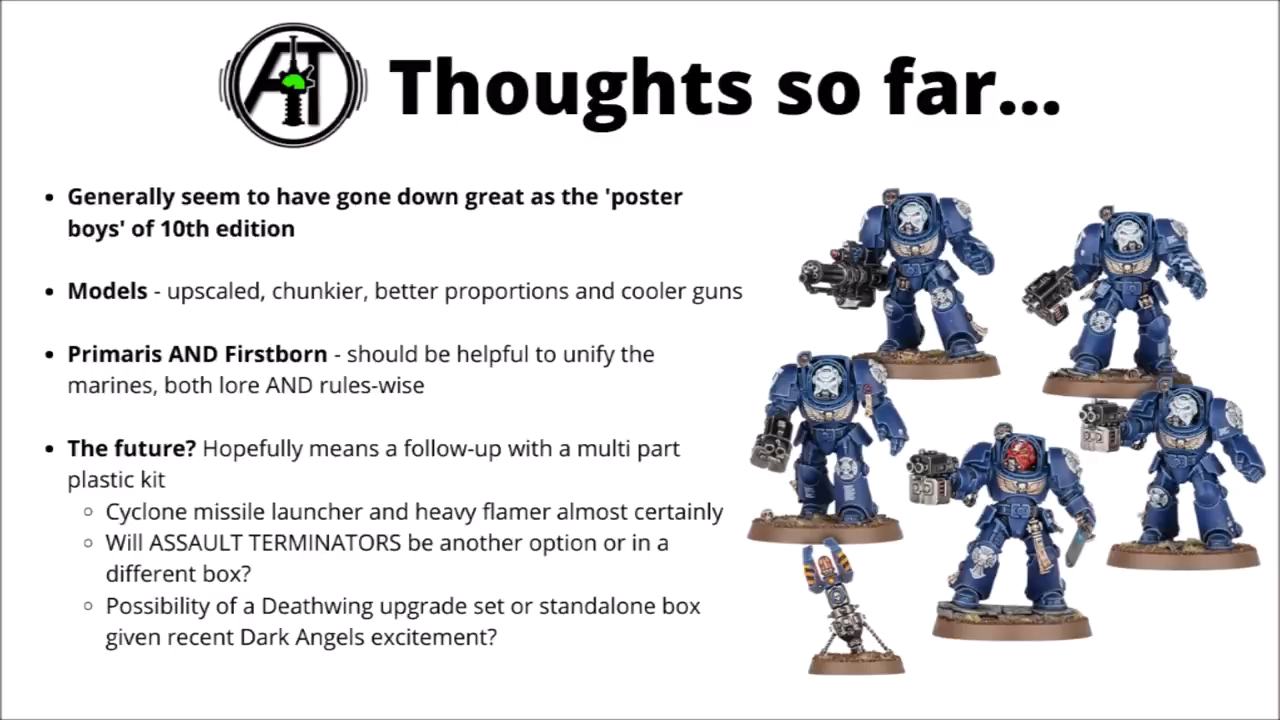 AT
Thoughts so far...
• Generally seem to have gone down great as the 'poster
boys' of 10th edition
• Models - upscaled, chunkier, better proportions and cooler guns
• Primaris AND Firstborn - should be helpful to unify the
marines, both lore AND rules-wise
• The future? Hopefully means a follow-up with a multi part
plastic kit
○ Cyclone missile launcher and heavy flamer almost certainly
○ Will ASSAULT TERMINATORS be another option or in a
different box?
○ Possibility of a Deathwing upgrade set or standalone box
given recent Dark Angels excitement?